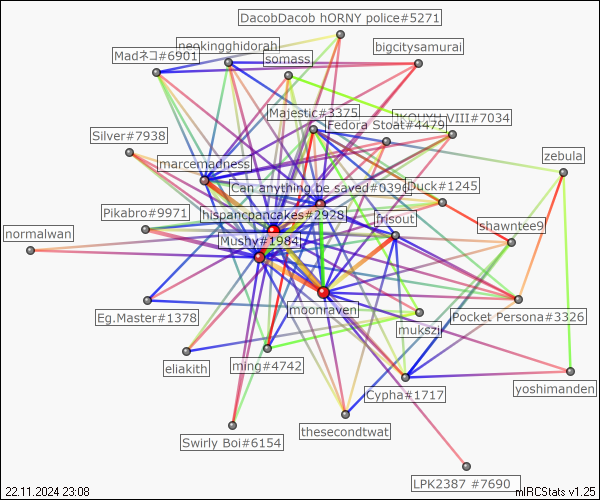 DacobDacob hORNY police#5271
neokingghidorah
bigcitysamurai
Madネコ#6901
somass
Majestic#3375
VIII#7034
Fedora Stoat#4479
Silver#7938
zebula
marcemadness
Can anything be saved#0396
Duck#1245
Pikabro#9971
hispancpancakes#2928
frisout
shawntee9
normalwan
Mushy#1984
moonraven
Eg.Master#1378
Pocket Persona#3326
mukszi
eliakith
ming#4742
Cypha#1717
yoshimanden
Swirly Boi#6154
thesecondtwat
LPK2387 #7690
22.11.2024 23:08
mIRCStats v1.25